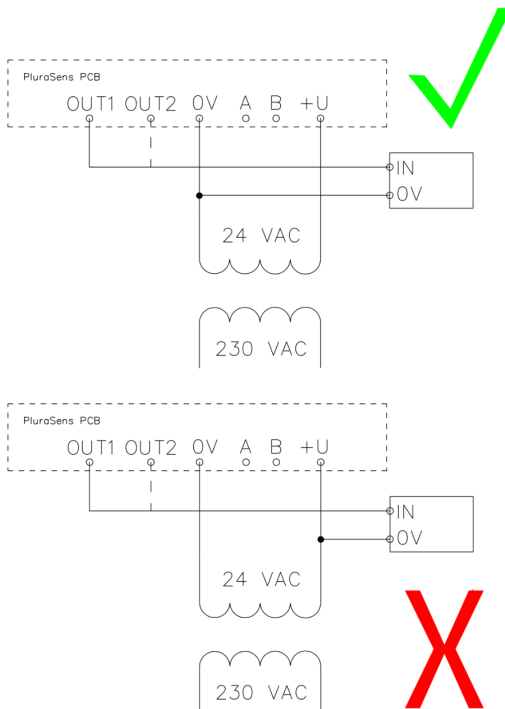 PluraSens PCB
OUT1 OUT2 0V A B +U
IN
0V
24 VAC
230 VAC
PluraSens PCB
OUT1 OUT2 0V A B +U
IN
0V
24 VAC
230 VAC